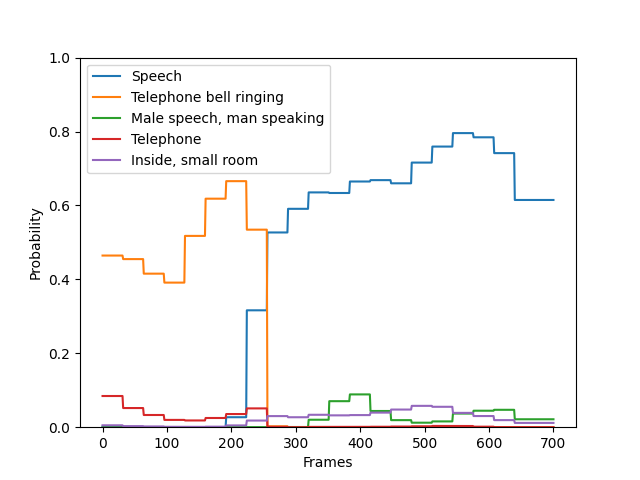 1.0
0.8
0.6
0.4
0.2
0.0
Probability
Speech
Telephone bell ringing
Male speech, man speaking
Telephone
Inside, small room
0 100 200 300 400 500 600 700
Frames